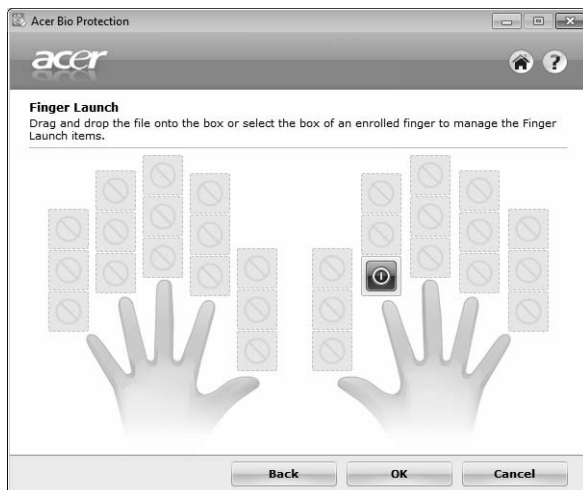 Acer Bio Protection
acer
?
Finger Launch
Drag and drop the file onto the box or select the box of an enrolled finger to manage the Finger
Launch items.
Back OK Cancel